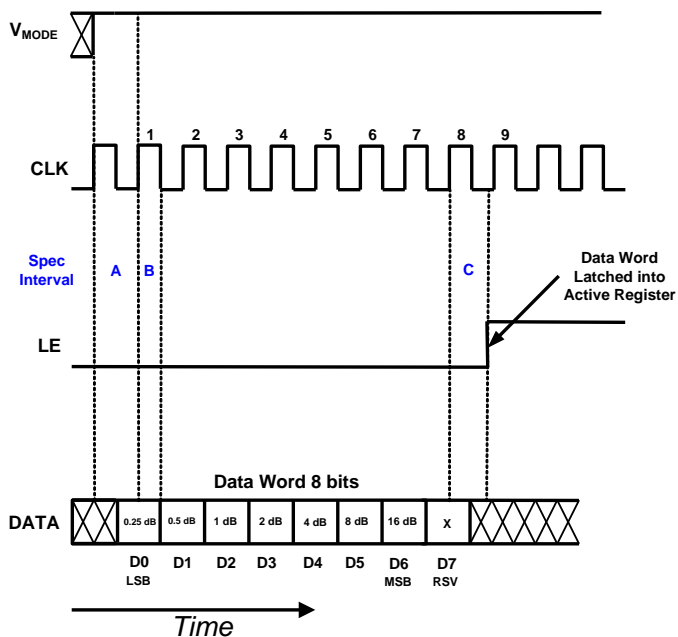 VMODE
1 2 3 4 5 6 7 8 9
CLK
Spec
Interval
A B C
Data Word
Latched into
Active Register
LE
Data Word 8 bits
DATA
0.25 dB 0.5 dB 1 dB 2 dB 4 dB 8 dB 16 dB X
D0 D1 D2 D3 D4 D5 D6 D7
LSB MSB RSV
Time